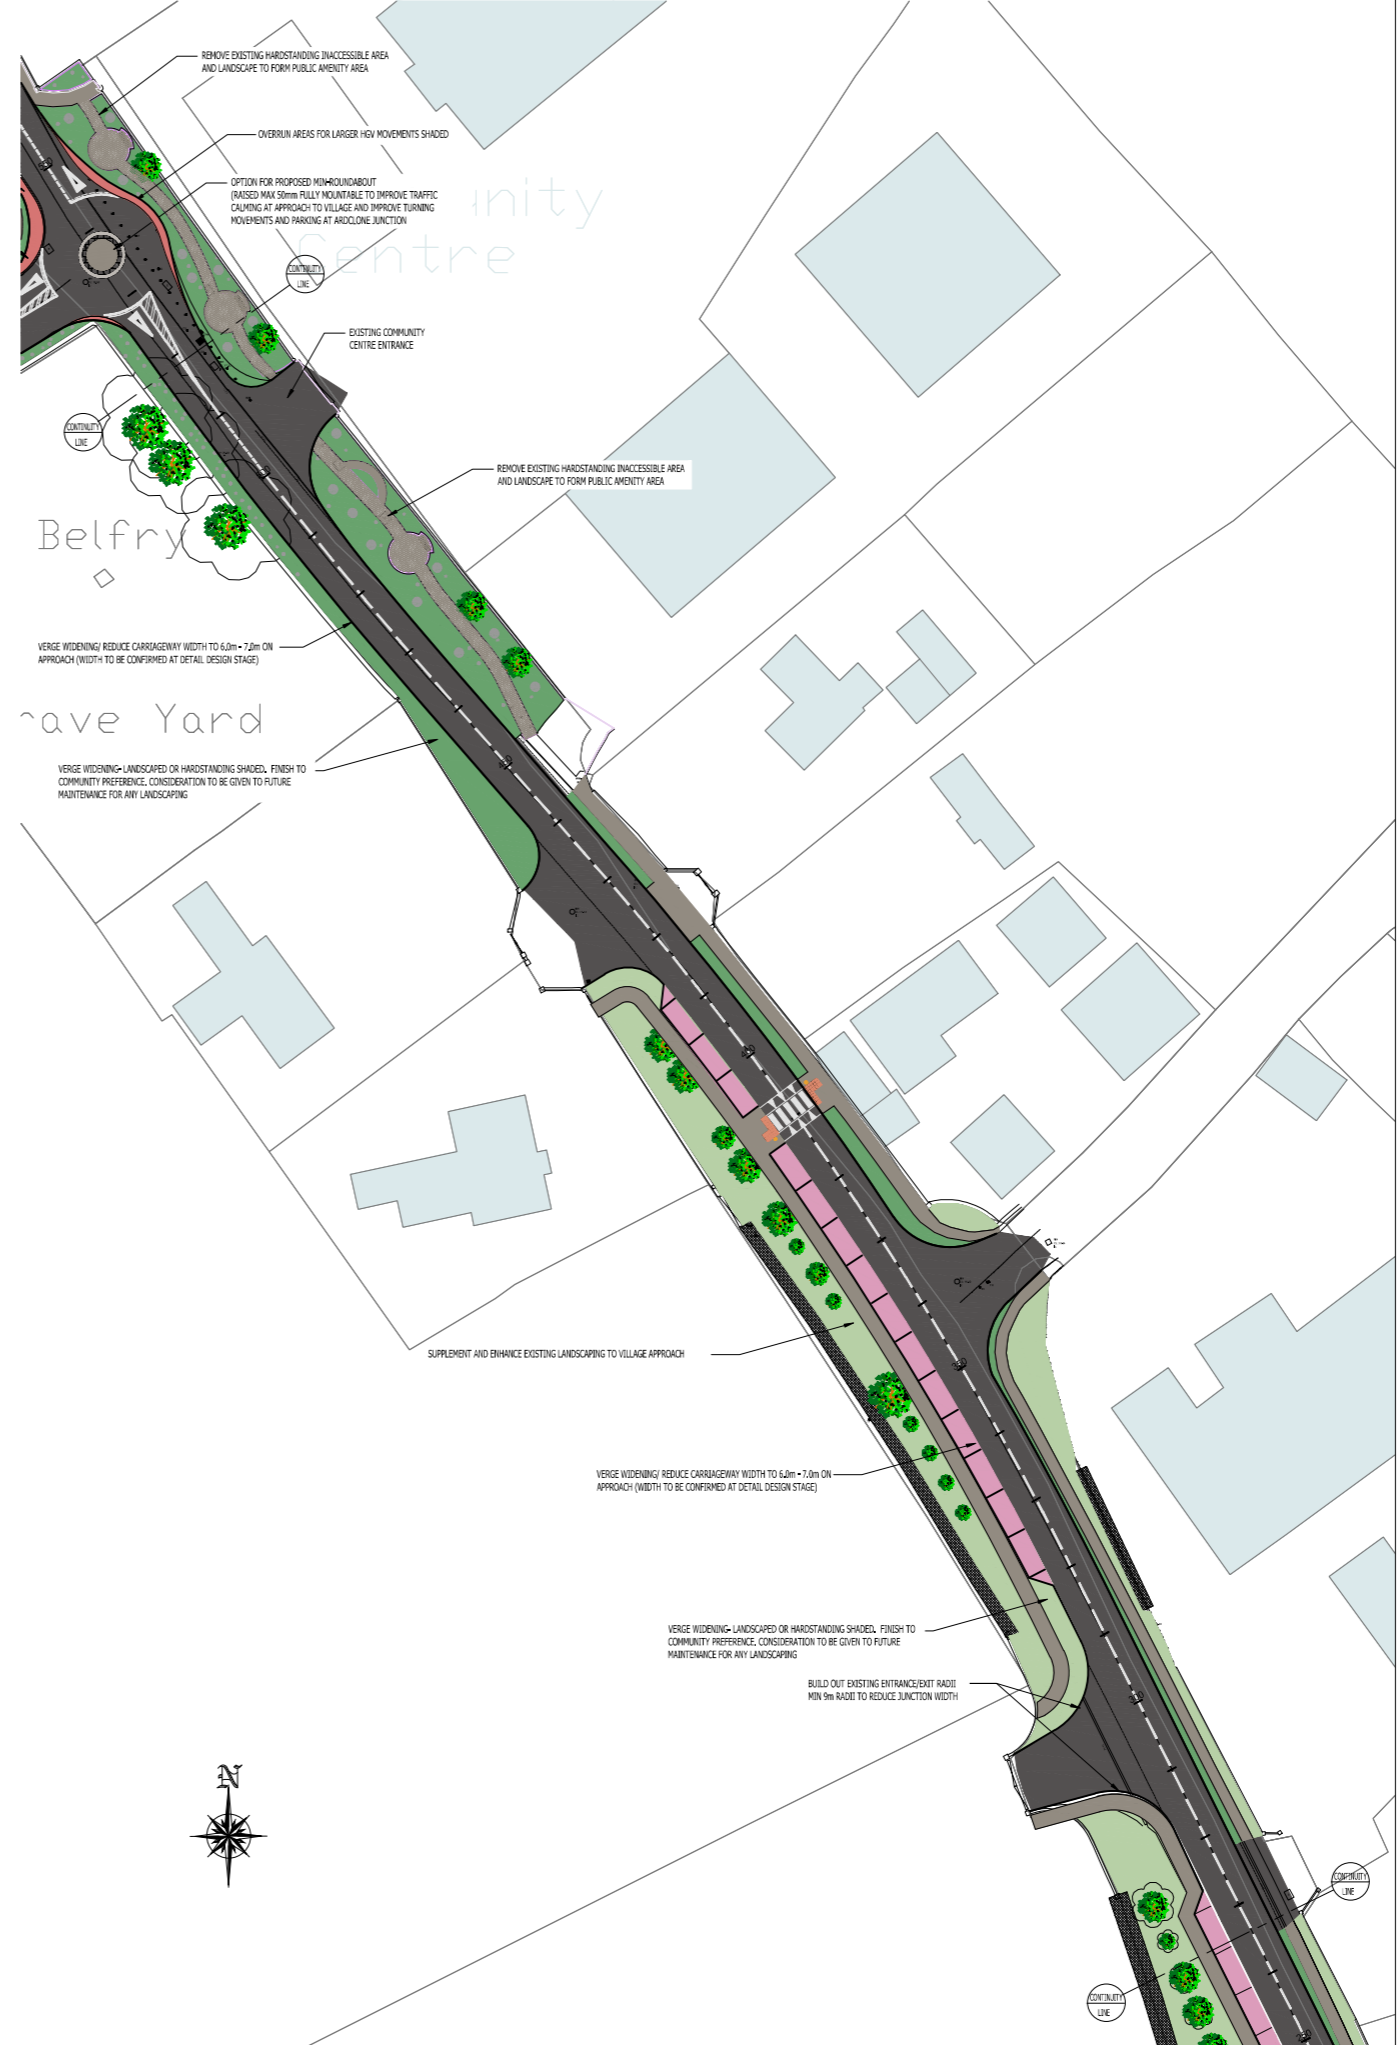 REMOVE EXISTING HARDSTANDING INACCESSIBLE AREA
AND LANDSCAPE TO FORM PUBLIC AMENITY AREA
OVERRUN AREAS FOR LARGER HGV MOVEMENTS SHADED
OPTION FOR PROPOSED MINI-ROUNDABOUT
(RAISED MAX 50mm FULLY MOUNTABLE TO IMPROVE TRAFFIC
CALMING AT APPROACH TO VILLAGE AND IMPROVE TURNING
MOVEMENTS AND PARKING AT ARDCLONE JUNCTION
unity
Centre
CONTINUITY
LINE
EXISTING COMMUNITY
CENTRE ENTRANCE
CONTINUITY
LINE
REMOVE EXISTING HARDSTANDING INACCESSIBLE AREA
AND LANDSCAPE TO FORM PUBLIC AMENITY AREA
Belfry
VERGE WIDENING/ REDUCE CARRIAGEWAY WIDTH TO 6.0m - 7.0m ON
APPROACH (WIDTH TO BE CONFIRMED AT DETAIL DESIGN STAGE)
rave Yard
VERGE WIDENING- LANDSCAPED OR HARDSTANDING SHADED. FINISH TO
COMMUNITY PREFERENCE. CONSIDERATION TO BE GIVEN TO FUTURE
MAINTENANCE FOR ANY LANDSCAPING
SUPPLEMENT AND ENHANCE EXISTING LANDSCAPING TO VILLAGE APPROACH
VERGE WIDENING/ REDUCE CARRIAGEWAY WIDTH TO 6.0m - 7.0m ON
APPROACH (WIDTH TO BE CONFIRMED AT DETAIL DESIGN STAGE)
VERGE WIDENING- LANDSCAPED OR HARDSTANDING SHADED. FINISH TO
COMMUNITY PREFERENCE. CONSIDERATION TO BE GIVEN TO FUTURE
MAINTENANCE FOR ANY LANDSCAPING
BUILD OUT EXISTING ENTRANCE/EXIT RADII
MIN 9m RADII TO REDUCE JUNCTION WIDTH
N
CONTINUITY
LINE
CONTINUITY
LINE